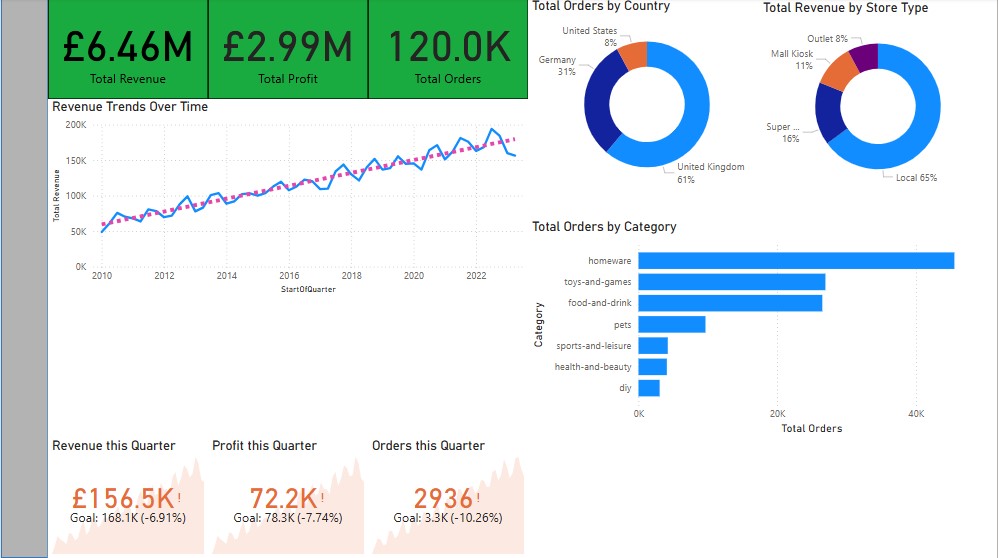 £6.46M
Total Revenue
£2.99M
Total Profit
120.0K
Total Orders
Revenue Trends Over Time
200K
150K
100K
50K
0K
Total Revenue
2010
2012
2014
2016
2018
2020
2022
StartOfQuarter
Total Orders by Country
United States
8%
Germany
31%
United Kingdom
61%
Total Revenue by Store Type
Outlet 8%
Mall Kiosk
11%
Super ...
16%
Local 65%
Total Orders by Category
Category
homeware
toys-and-games
food-and-drink
pets
sports-and-leisure
health-and-beauty
diy
0K
20K
40K
Total Orders
Revenue this Quarter
£156.5K!
Goal: 168.1K (-6.91%)
Profit this Quarter
72.2K!
Goal: 78.3K (-7.74%)
Orders this Quarter
2936!
Goal: 3.3K (-10.26%)